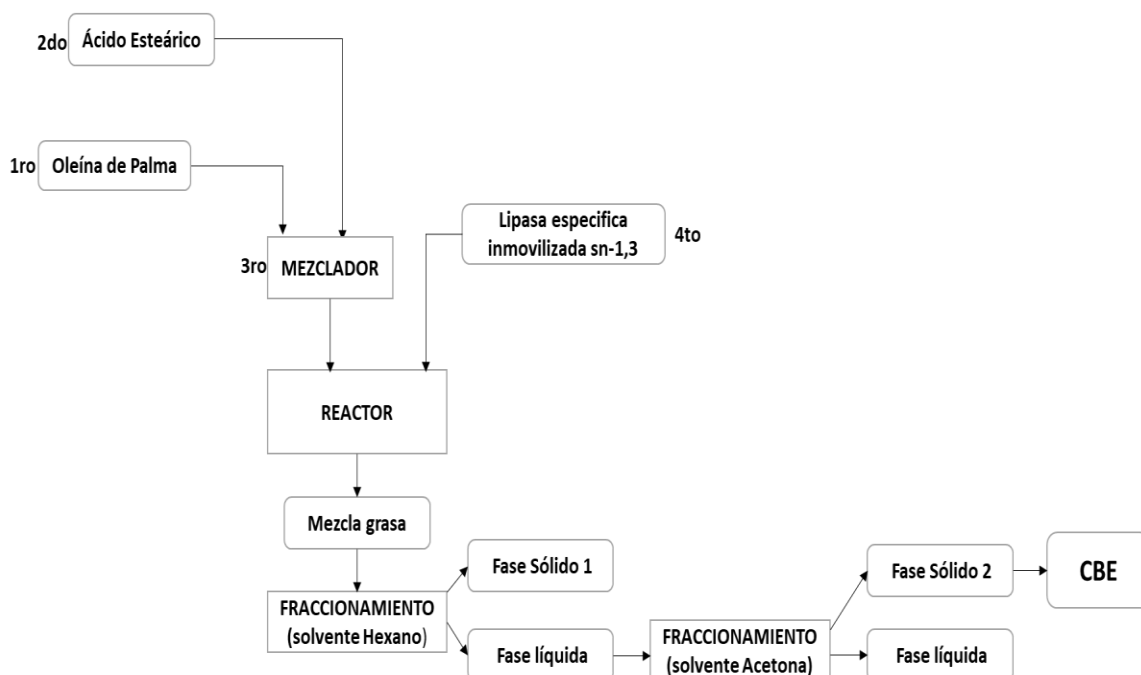 2do
Ácido Esteárico
1ro
Oleína de Palma
Lipasa especifica
inmovilizada sn-1,3
4to
3ro
MEZCLADOR
REACTOR
Mezcla grasa
FRACCIONAMIENTO
(solvente Hexano)
Fase Sólido 1
Fase líquida
FRACCIONAMIENTO
(solvente Acetona)
Fase Sólido 2
CBE
Fase líquida